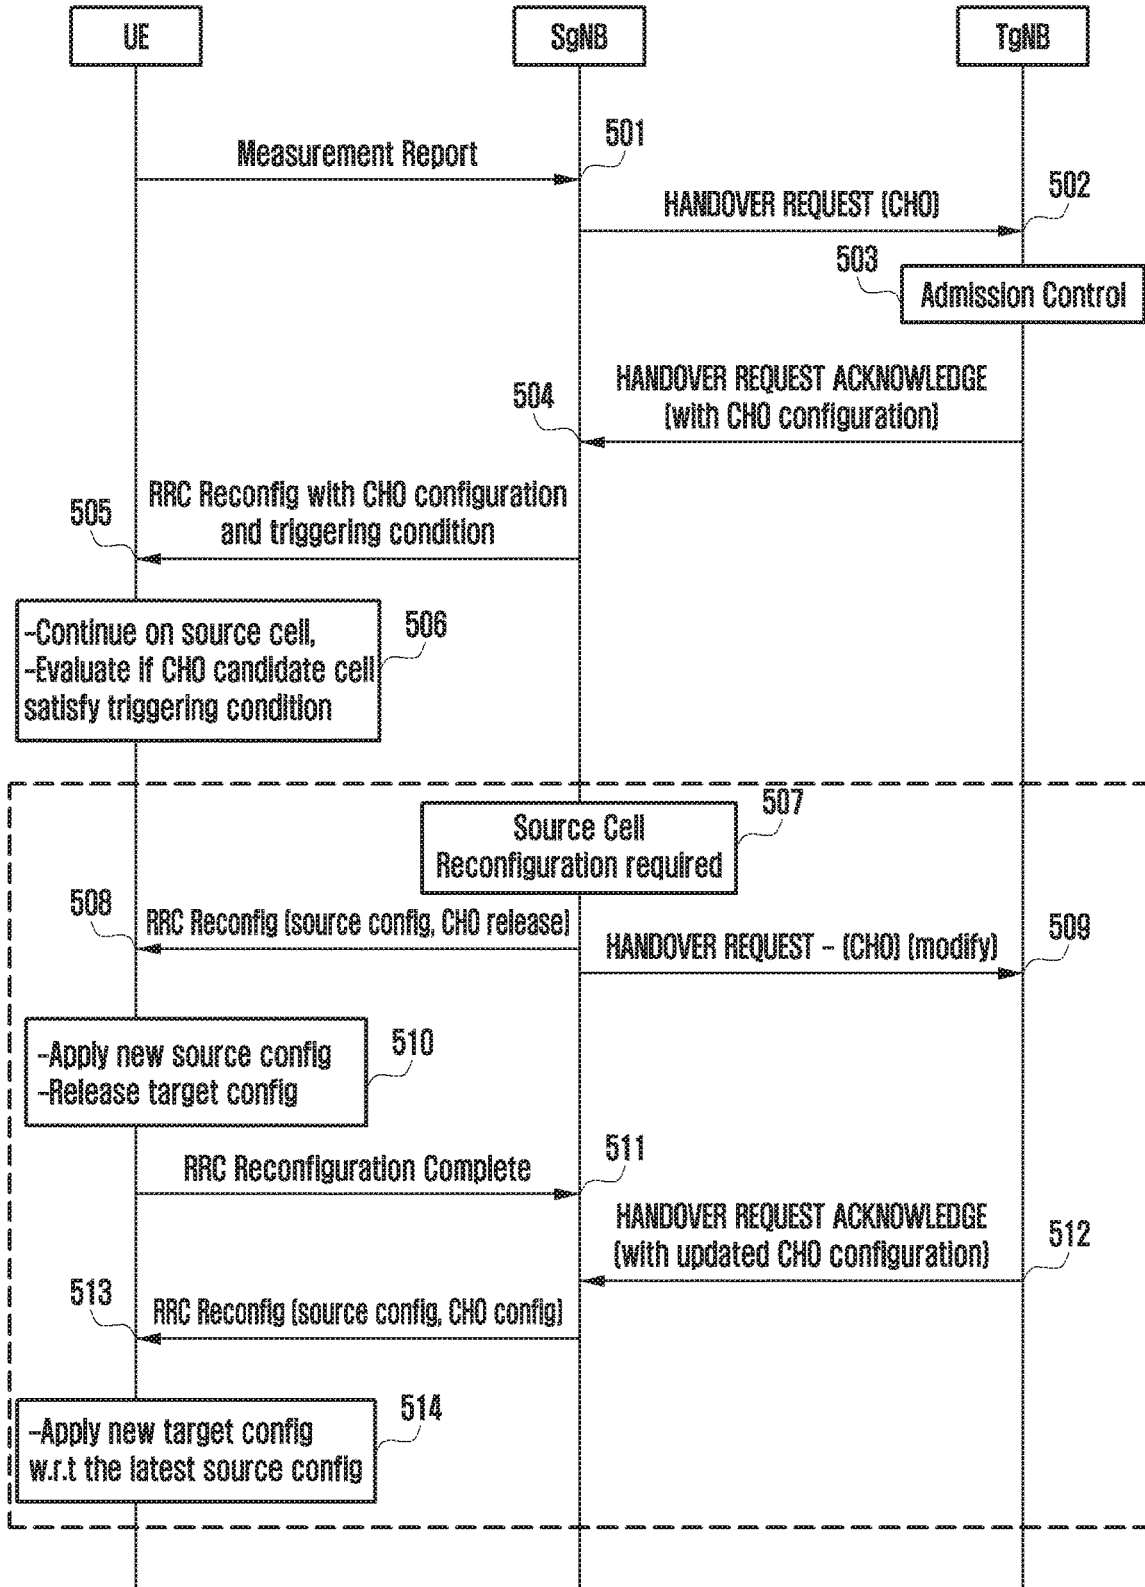 UE
SgNB
TgNB
501
Measurement Report
502
HANDOVER REQUEST (CHO)
503
Admission Control
HANDOVER REQUEST ACKNOWLEDGE
(with CHO configuration)
504
RRC Reconfig with CHO configuration
and triggering condition
505
-Continue on source cell,
-Evaluate if CHO candidate cell
satisfy triggering condition
506
507
Source Cell
Reconfiguration required
508
RRC Reconfig (source config, CHO release)
509
HANDOVER REQUEST - (CHO) (modify)
-Apply new source config
-Release target config
510
RRC Reconfiguration Complete
511
HANDOVER REQUEST ACKNOWLEDGE
(with updated CHO configuration)
512
513
RRC Reconfig (source config, CHO config)
-Apply new target config
w.r.t the latest source config
514